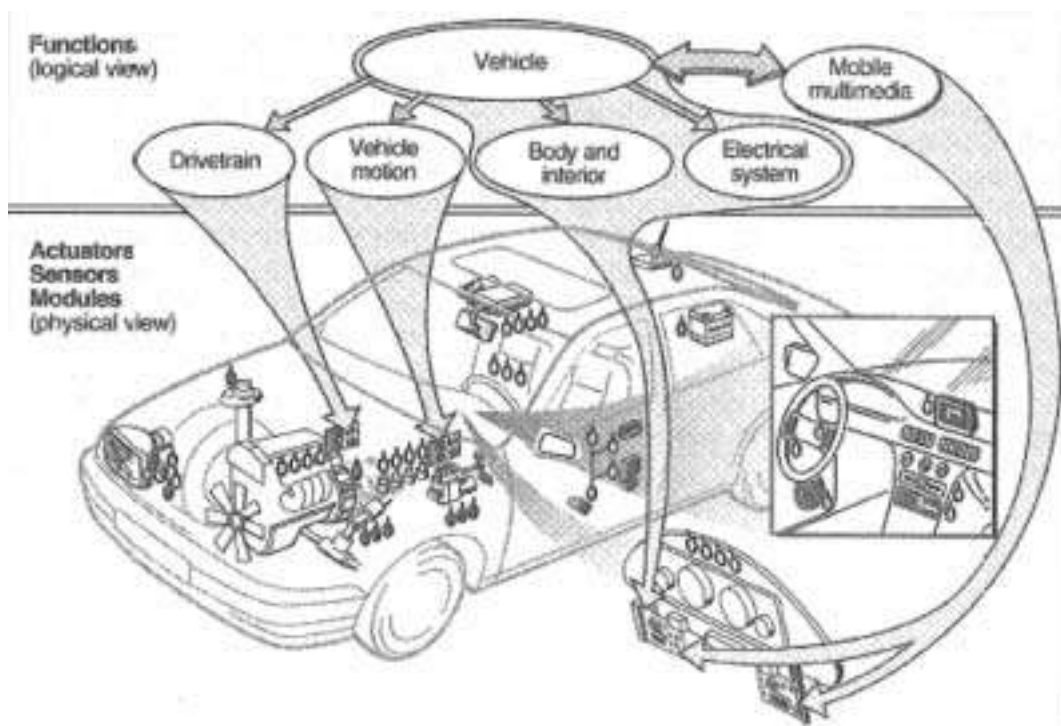 Functions
(logical view)
Vehicle
Mobile
multimedia
Drivetrain
Vehicle
motion
Body and
interior
Electrical
system
Actuators
Sensors
Modules
(physical view)